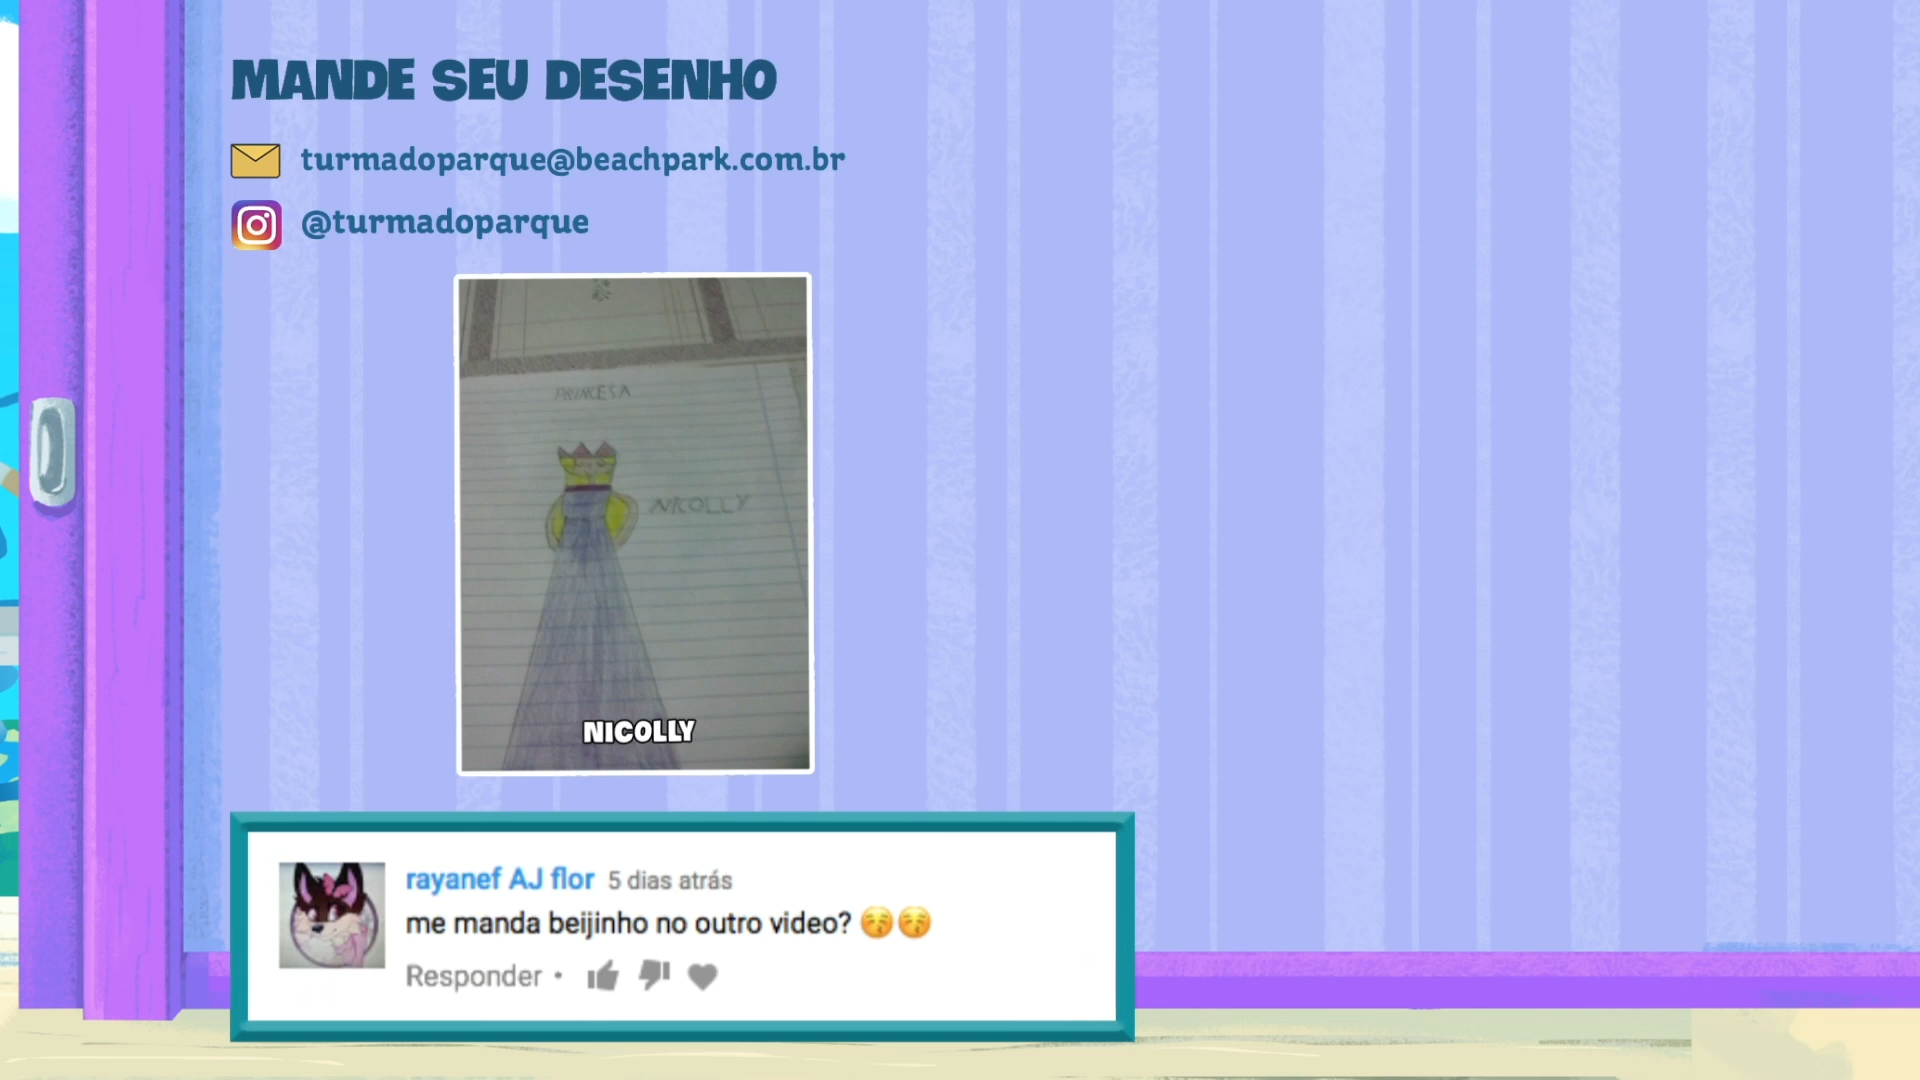 MANDE SEU DESENHO
turmadoparque@beachpark.com.br
@turmadoparque
PRINCESA
NICOLLY
NICOLLY
rayanef AJ flor 5 dias atrás
me manda beijinho no outro video? 😚😚
Responder •